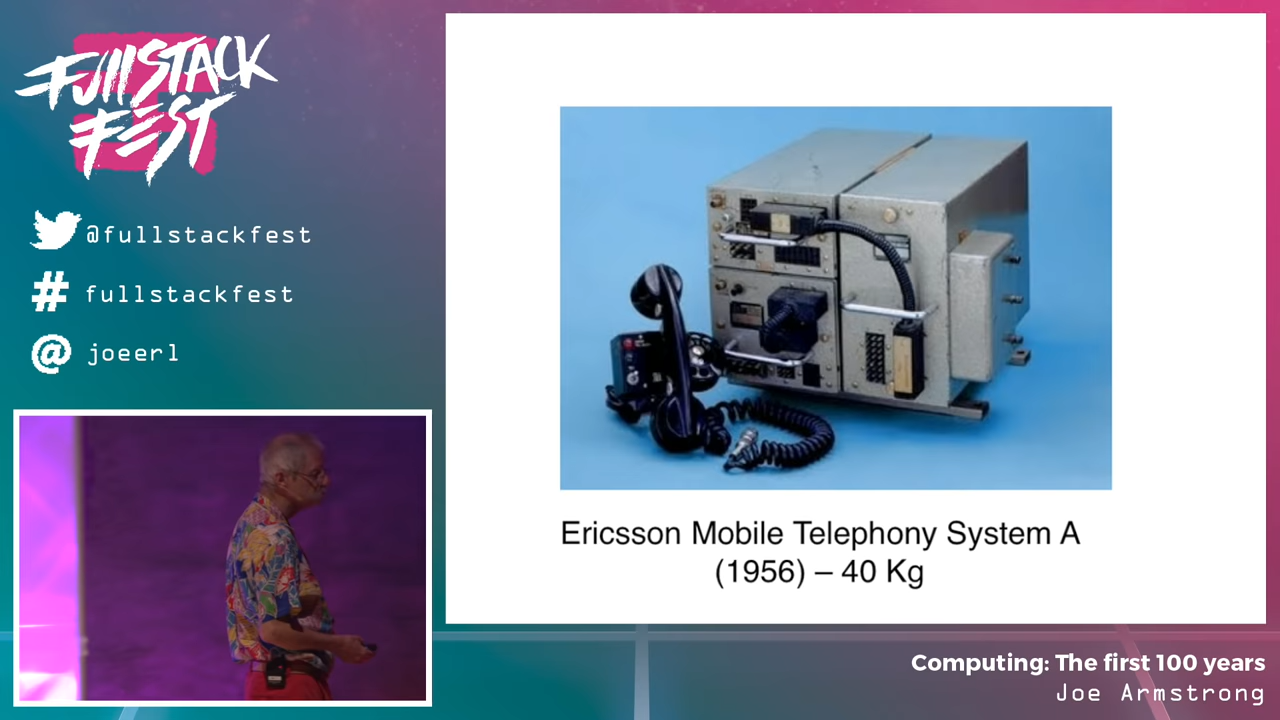 FullSTACK
FEST
@fullstackfest
# fullstackfest
@ joeerl
Ericsson Mobile Telephony System A
(1956) – 40 Kg
Computing: The first 100 years
Joe Armstrong